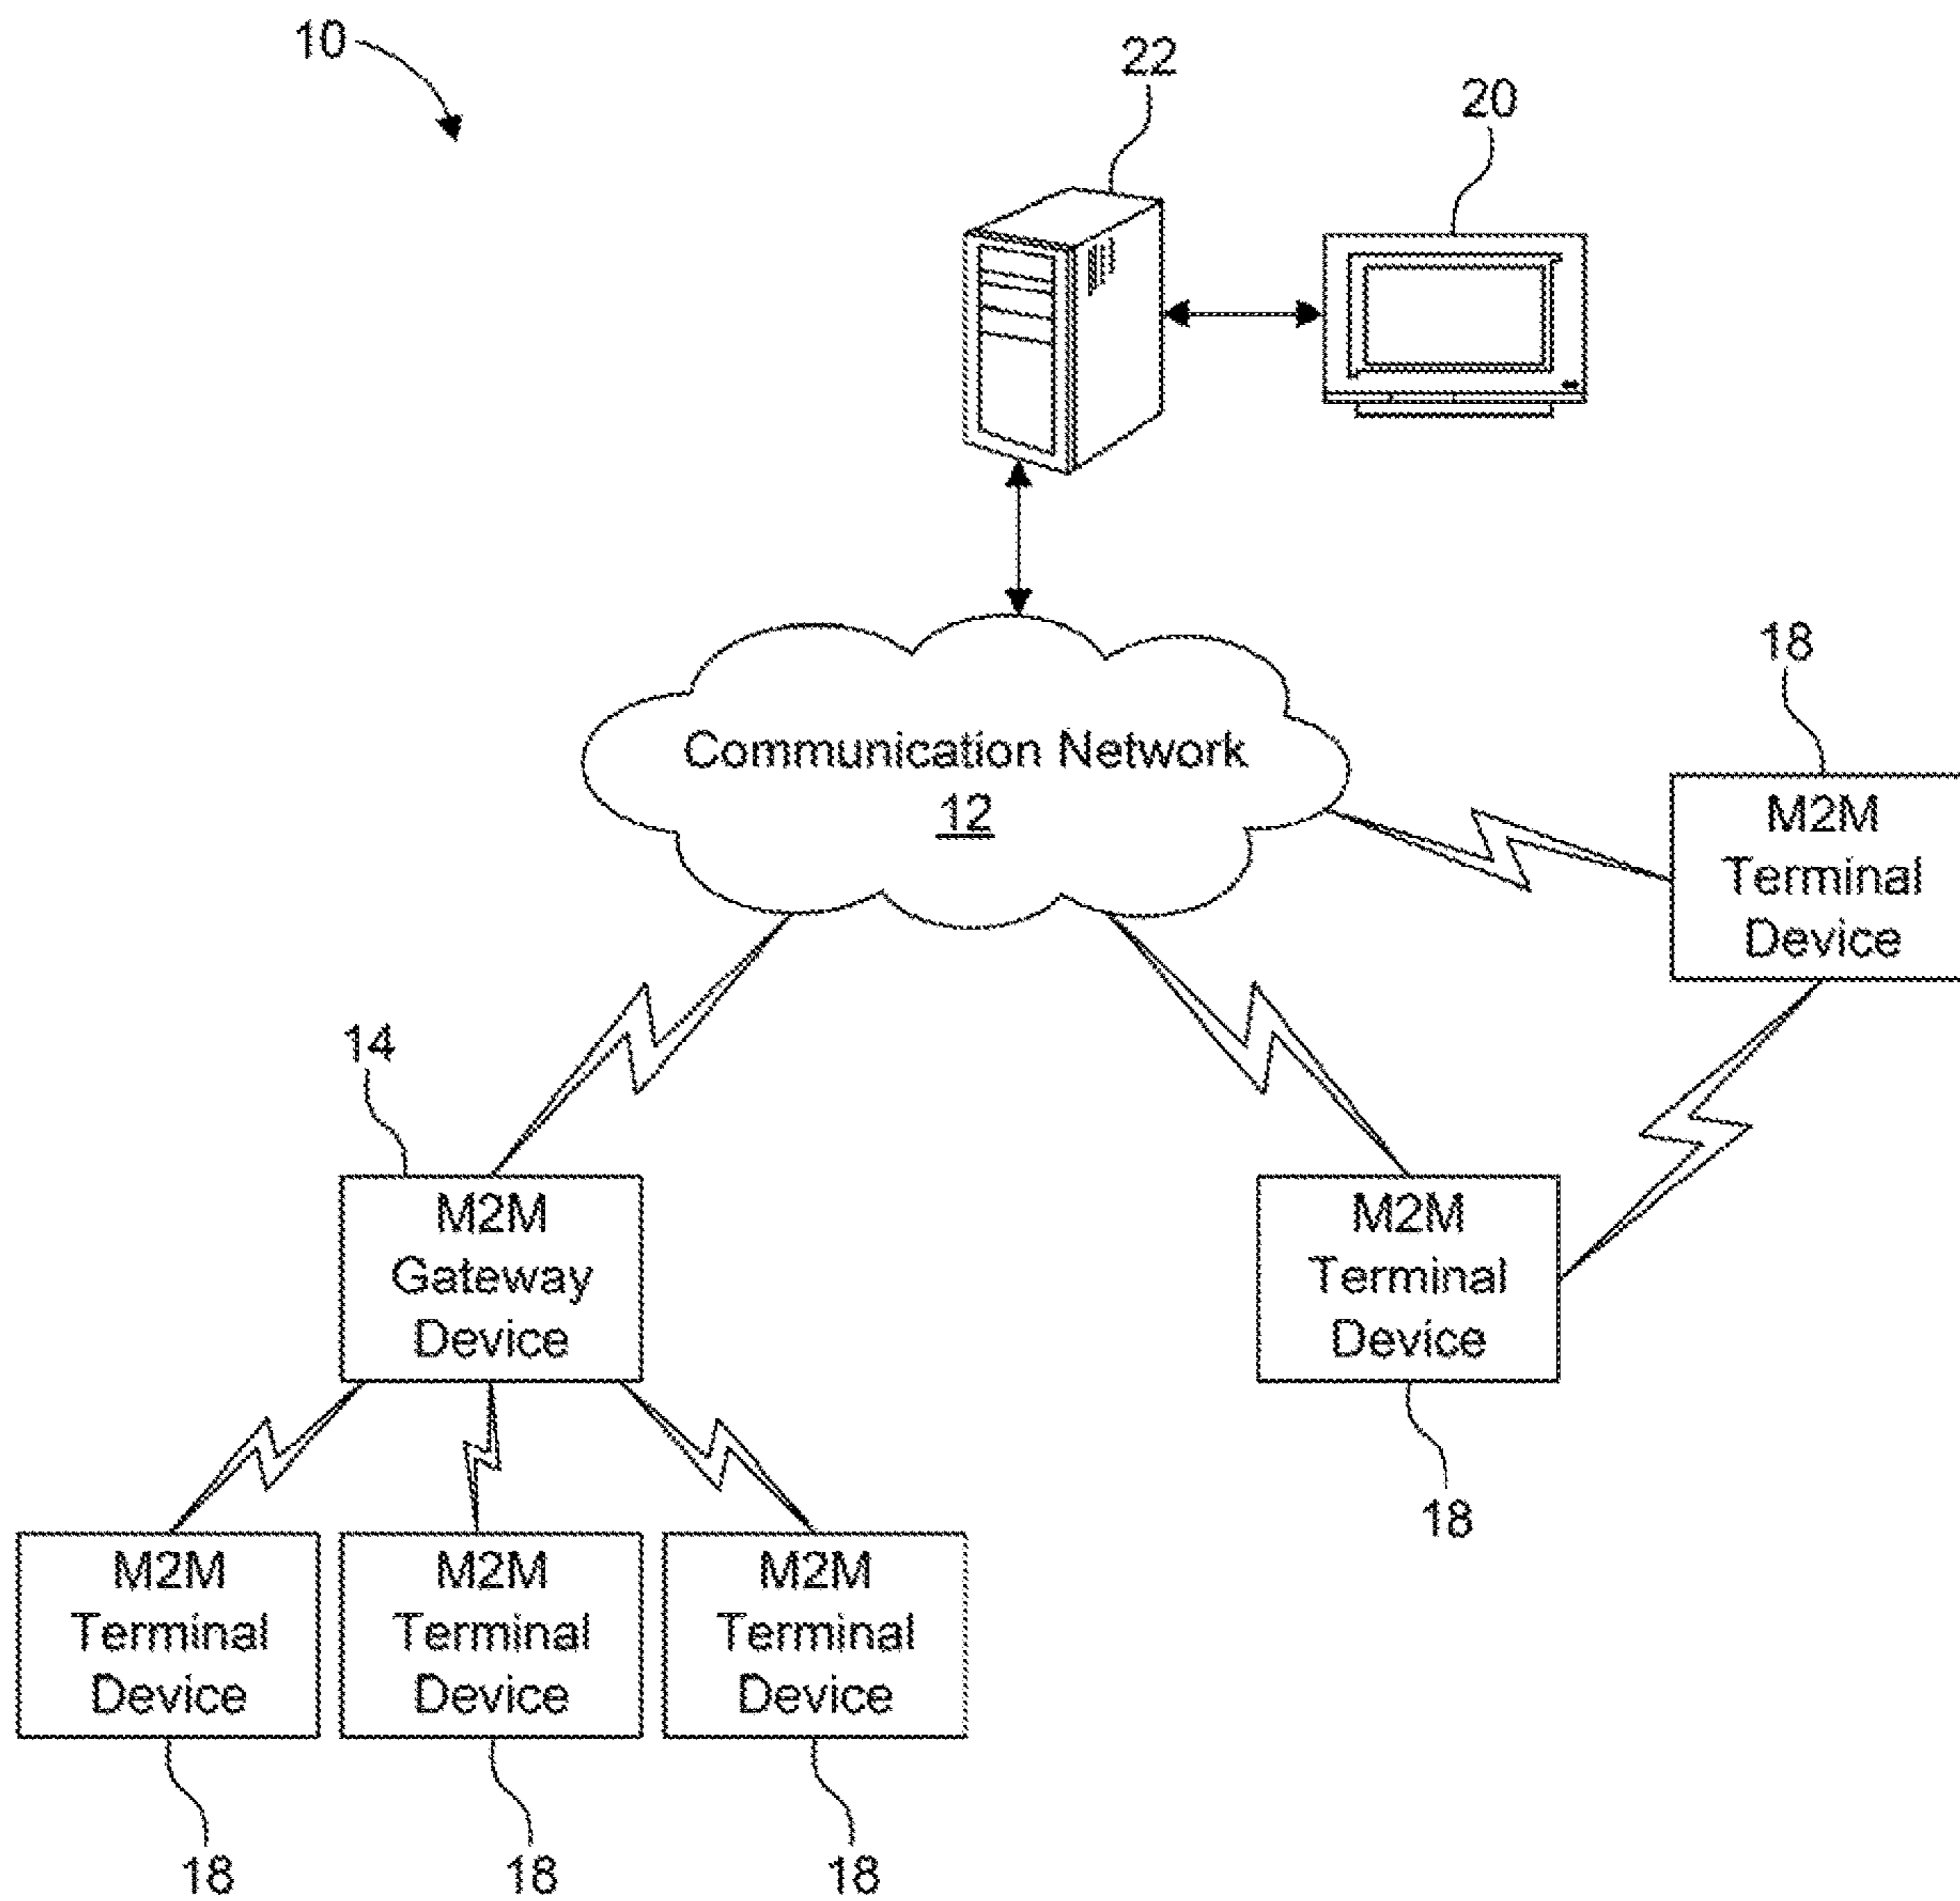 10
22
20
Communication Network
12
18
M2M
Terminal
Device
14
M2M
Gateway
Device
M2M
Terminal
Device
18
M2M
Terminal
Device
M2M
Terminal
Device
M2M
Terminal
Device
18
18
18